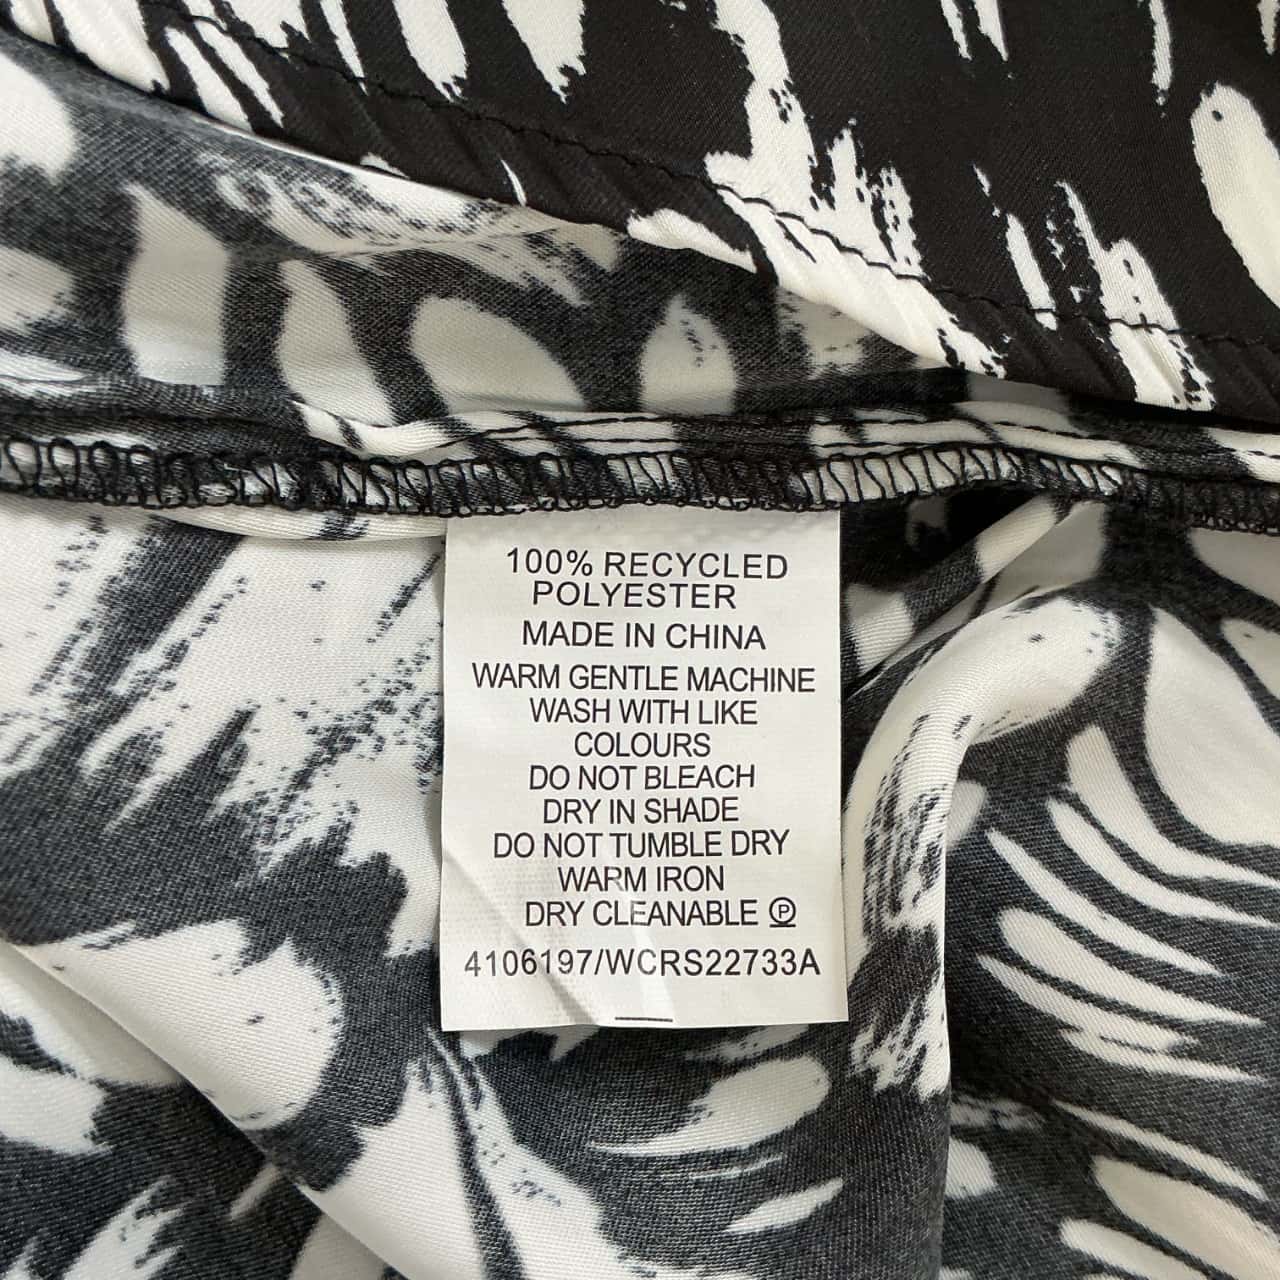 100% RECYCLED
POLYESTER
MADE IN CHINA
WARM GENTLE MACHINE
WASH WITH LIKE
COLOURS
DO NOT BLEACH
DRY IN SHADE
DO NOT TUMBLE DRY
WARM IRON
DRY CLEANABLE Ⓟ
4106197/WCRS22733A